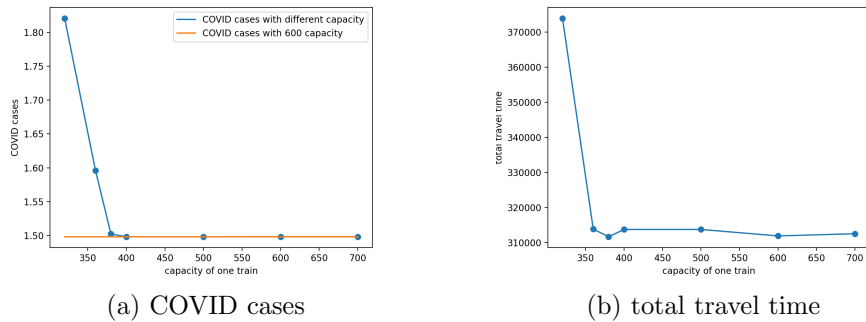 COVID cases with different capacity
COVID cases with 600 capacity
COVID cases
1.80
1.75
1.70
1.65
1.60
1.55
1.50
350 400 450 500 550 600 650 700
capacity of one train
(a) COVID cases
total travel time
370000
360000
350000
340000
330000
320000
310000
350 400 450 500 550 600 650 700
capacity of one train
(b) total travel time